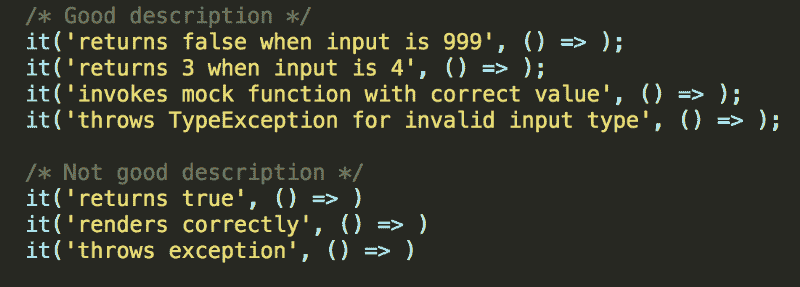 /* Good description */
it('returns false when input is 999', () => );
it('returns 3 when input is 4', () => );
it('invokes mock function with correct value', () => );
it('throws TypeException for invalid input type', () => );
/* Not good description */
it('returns true', () => )
it('renders correctly', () => )
it('throws exception', () => )